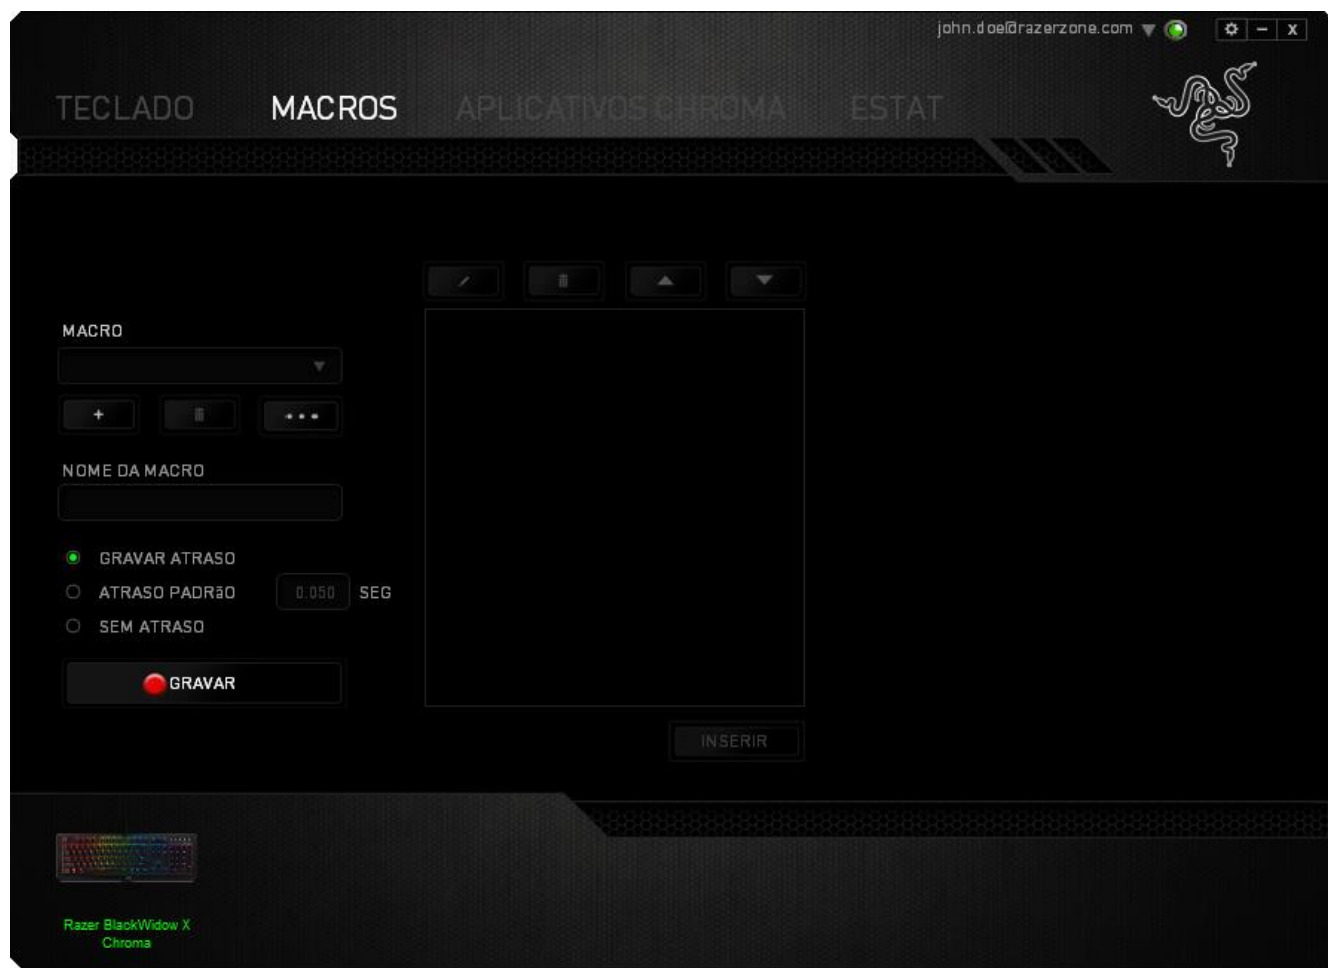 john.doe@razerzone.com
TECLADO MACROS APLICATIVOS CHROMA ESTAT
MACRO
NOME DA MACRO
GRAVAR ATRASO
ATRASO PADRãO 0.050 SEG
SEM ATRASO
GRAVAR
INSERIR
Razer BlackWidow X
Chroma